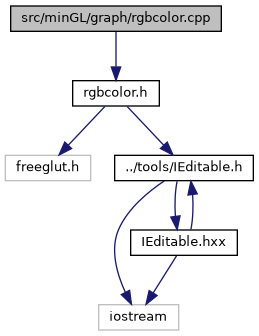 src/minGL/graph/rgbcolor.cpp
rgbcolor.h
freeglut.h
../tools/IEditable.h
IEditable.hxx
iostream